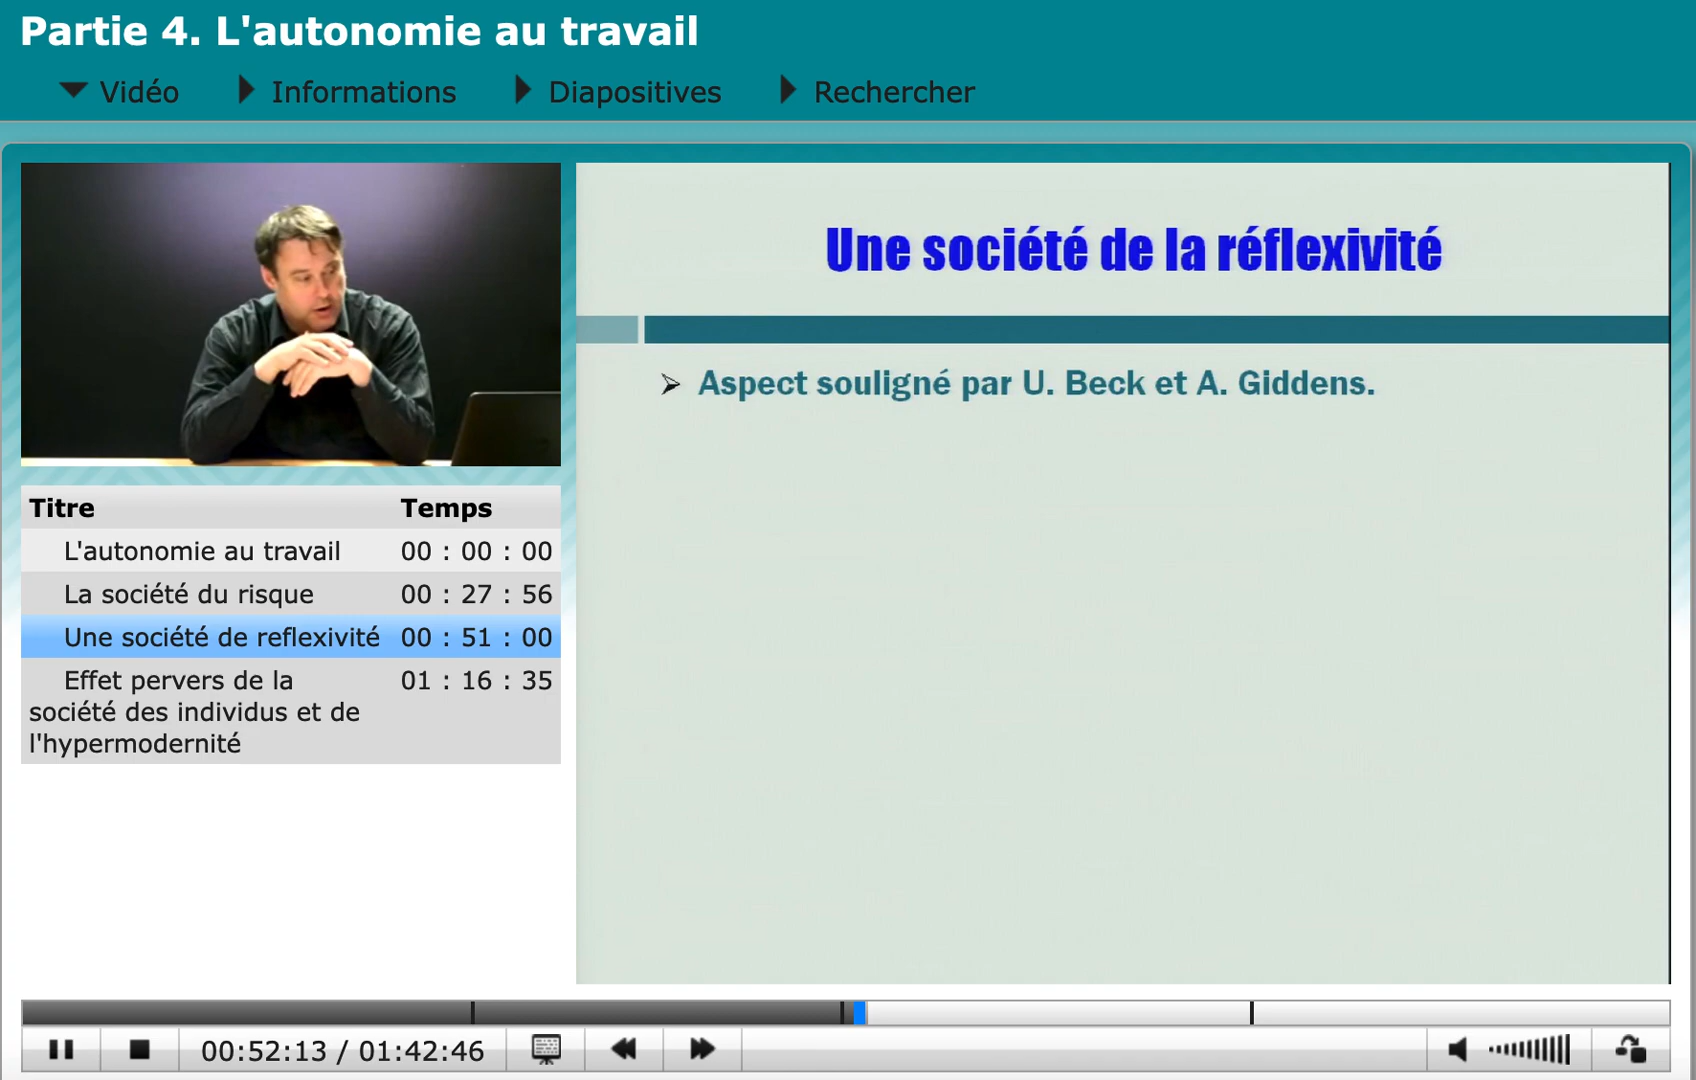 Partie 4. L'autonomie au travail
Vidéo Informations Diapositives Rechercher
Une société de la réflexivité
Aspect souligné par U. Beck et A. Giddens.
Titre Temps
L'autonomie au travail 00 : 00 : 00
La société du risque 00 : 27 : 56
Une société de reflexivité 00 : 51 : 00
Effet pervers de la 01 : 16 : 35
société des individus et de
l'hypermodernité
00:52:13 / 01:42:46